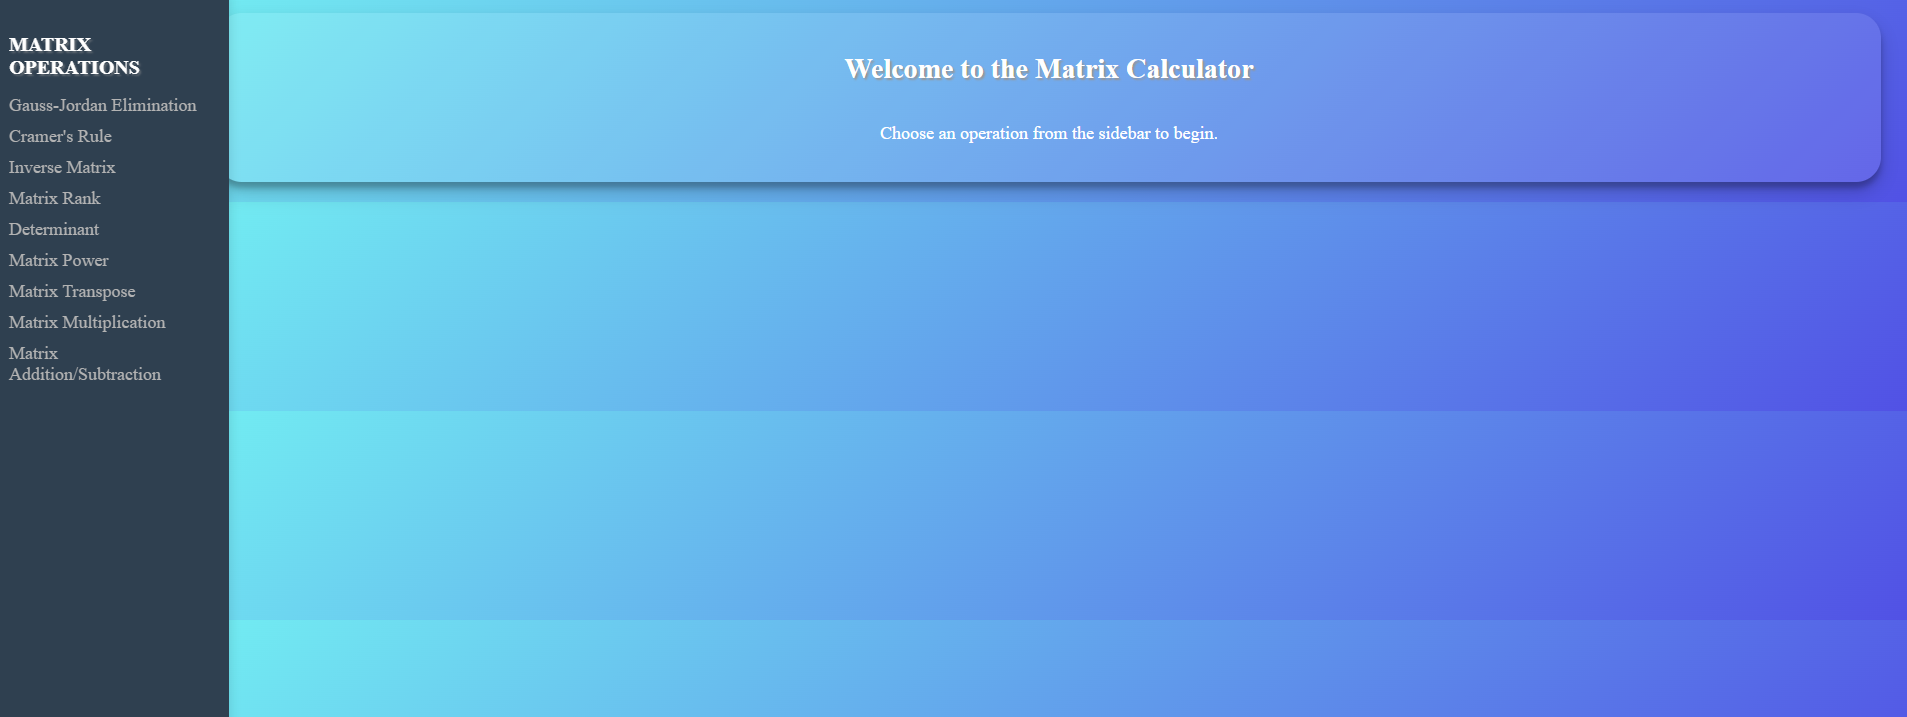 MATRIX
OPERATIONS
Gauss-Jordan Elimination
Cramer's Rule
Inverse Matrix
Matrix Rank
Determinant
Matrix Power
Matrix Transpose
Matrix Multiplication
Matrix
Addition/Subtraction
Welcome to the Matrix Calculator
Choose an operation from the sidebar to begin.